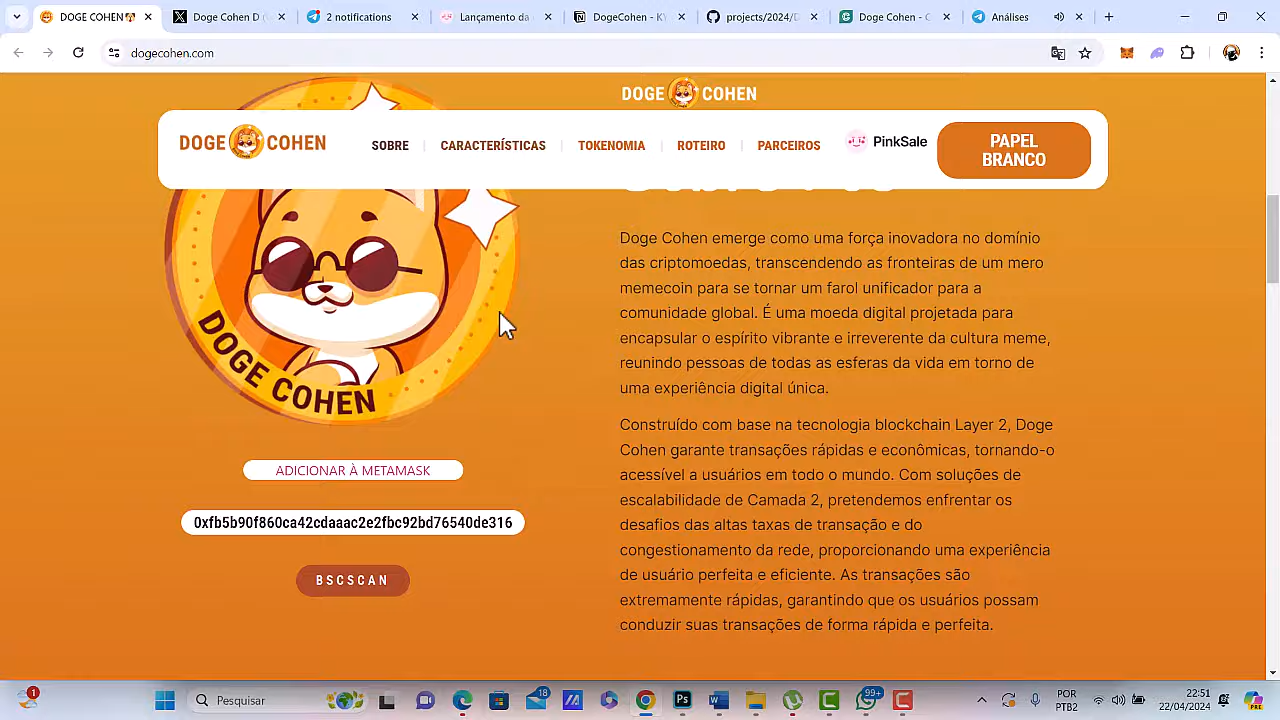 Doge Cohen
Doge Cohen D
2 notifications
Lançamento da
DogeCohen - KY
projects/2024/D
Doge Cohen - C
Análises
dogecohen.com
DOGE COHEN
DOGE COHEN
SOBRE
CARACTERÍSTICAS
TOKENOMIA
ROTEIRO
PARCEIROS
PinkSale
PAPEL
BRANCO
DOGE COHEN
Doge Cohen emerge como uma força inovadora no domínio
das criptomoedas, transcendendo as fronteiras de um mero
memecoin para se tornar um farol unificador para a
comunidade global. É uma moeda digital projetada para
encapsular o espírito vibrante e irreverente da cultura meme,
reunindo pessoas de todas as esferas da vida em torno de
uma experiência digital única.
Construído com base na tecnologia blockchain Layer 2, Doge
Cohen garante transações rápidas e econômicas, tornando-o
acessível a usuários em todo o mundo. Com soluções de
escalabilidade de Camada 2, pretendemos enfrentar os
desafios das altas taxas de transação e do
congestionamento da rede, proporcionando uma experiência
de usuário perfeita e eficiente. As transações são
extremamente rápidas, garantindo que os usuários possam
conduzir suas transações de forma rápida e perfeita.
ADICIONAR À METAMASK
0xfb5b90f860ca42cdaaac2e2fbc92bd76540de316
BSCSCAN
1
Pesquisar
18
Ps
W
99+
POR
PTB2
22:51
22/04/2024
PRE